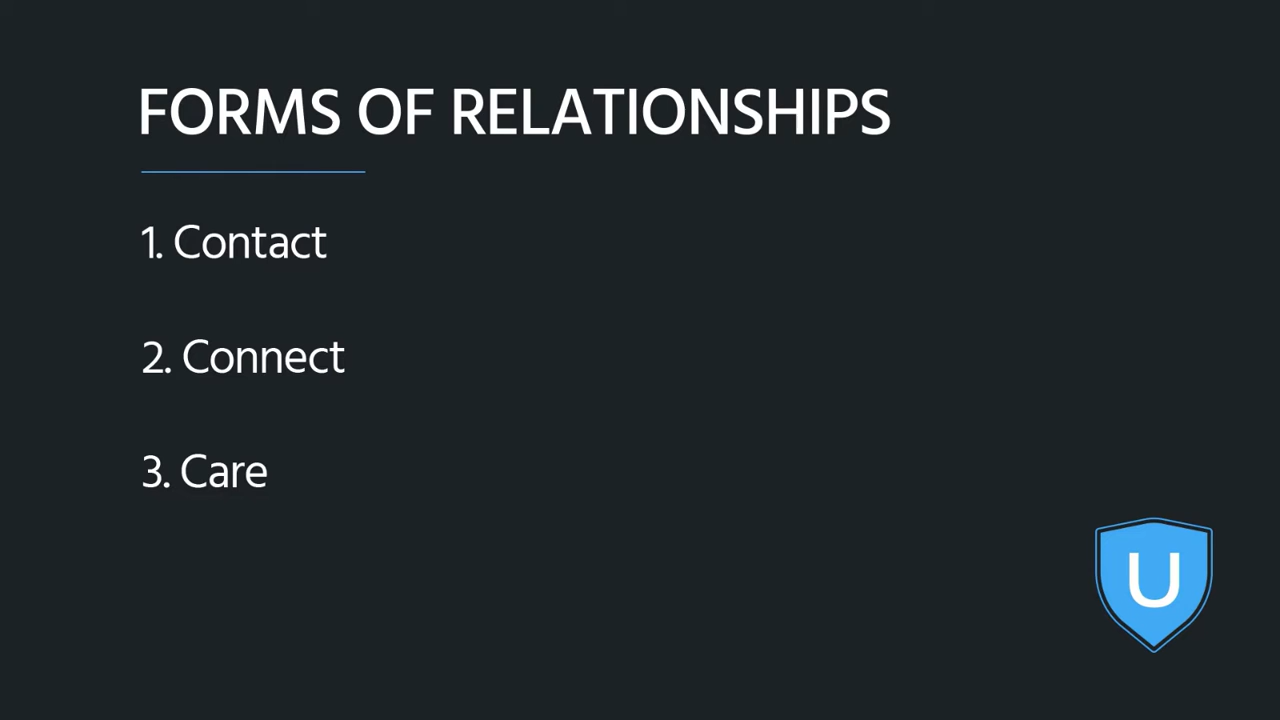 FORMS OF RELATIONSHIPS
1. Contact
2. Connect
3. Care
U